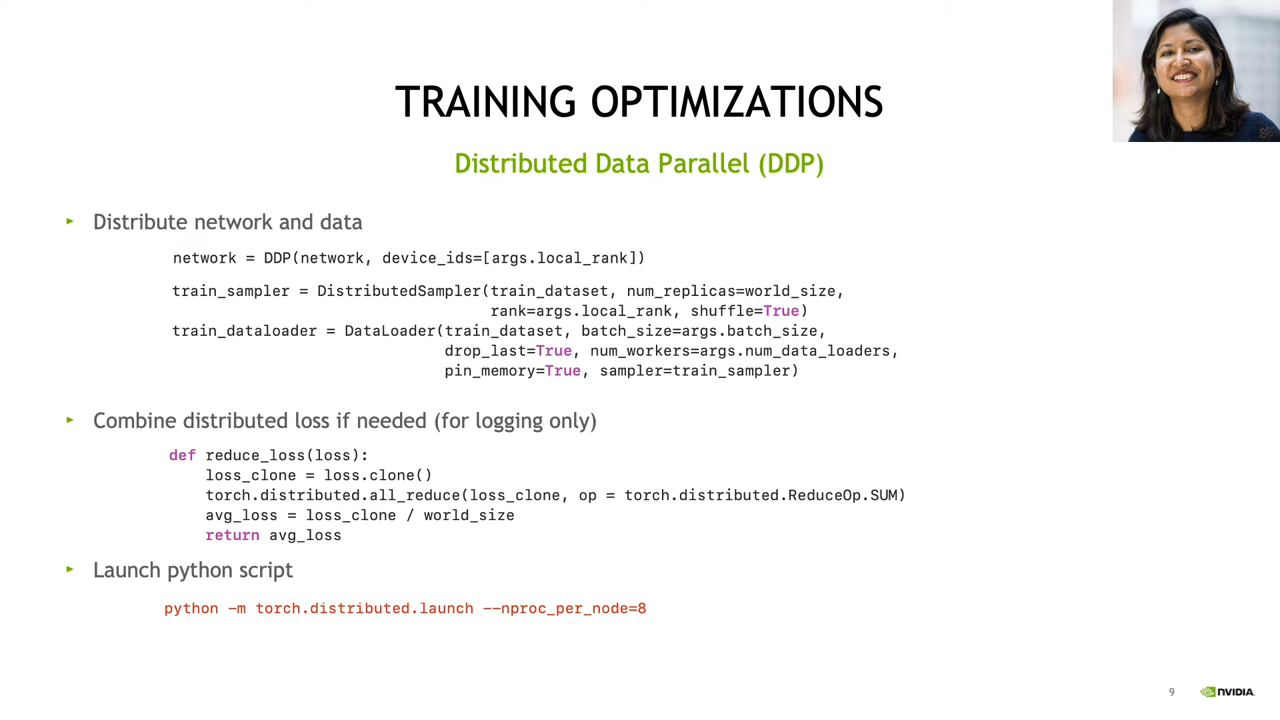 TRAINING OPTIMIZATIONS
Distributed Data Parallel (DDP)
Distribute network and data
network = DDP(network, device_ids=[args.local_rank])
train_sampler = DistributedSampler(train_dataset, num_replicas=world_size,
rank=args.local_rank, shuffle=True)
train_dataloader = DataLoader(train_dataset, batch_size=args.batch_size,
drop_last=True, num_workers=args.num_data_loaders,
pin_memory=True, sampler=train_sampler)
Combine distributed loss if needed (for logging only)
def reduce_loss(loss):
loss_clone = loss.clone()
torch.distributed.all_reduce(loss_clone, op = torch.distributed.ReduceOp.SUM)
avg_loss = loss_clone / world_size
return avg_loss
Launch python script
python -m torch.distributed.launch --nproc_per_node=8
9
NVIDIA.